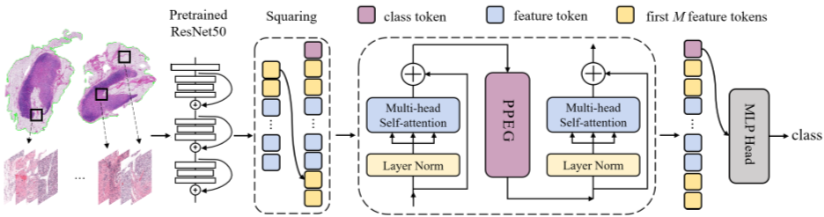 Pretrained
ResNet50
Squaring
class token
feature token
first M feature tokens
...
Multi-head
Self-attention
Layer Norm
PPEG
Multi-head
Self-attention
Layer Norm
MLP Head
class